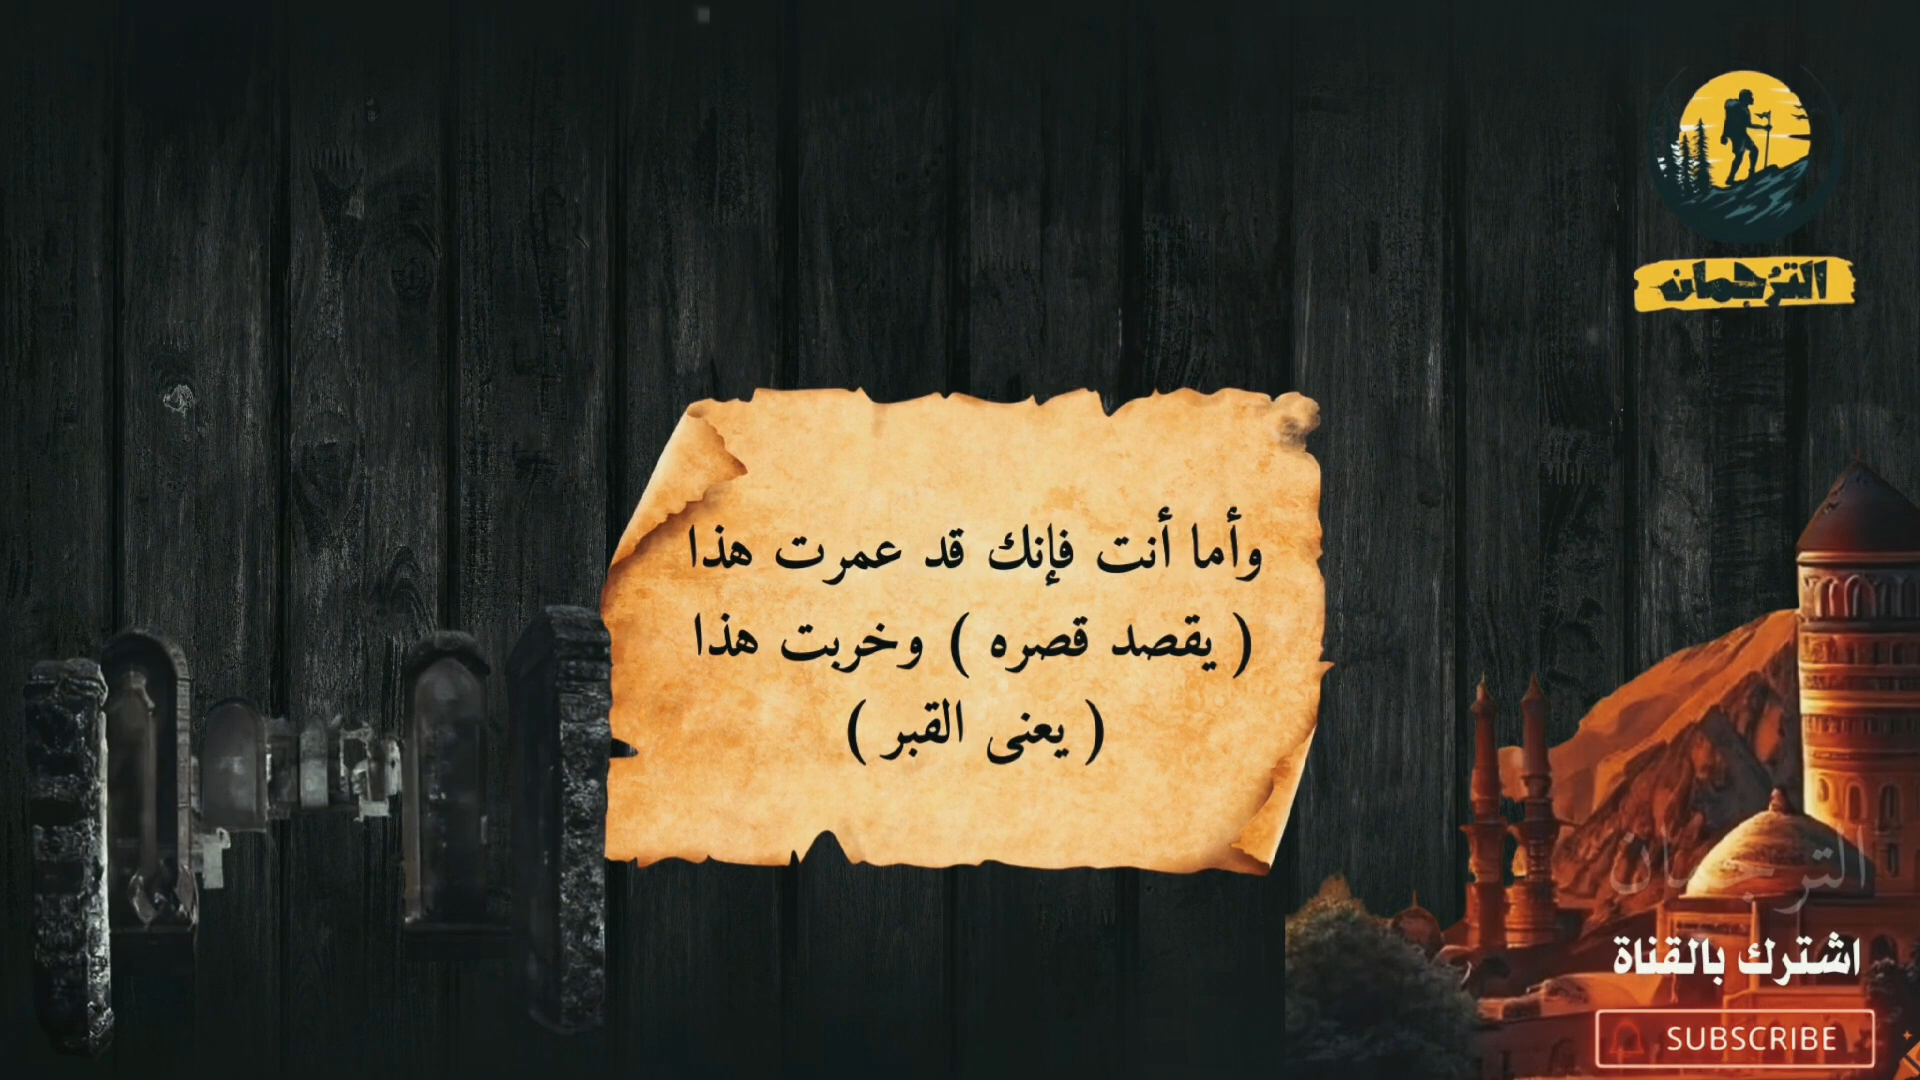 الترجمان
وأما أنت فإنك قد عمرت هذا
( يقصد قصره ) وخربت هذا
( يعنى القبر )
الترجمان
اشترك بالقناة
SUBSCRIBE